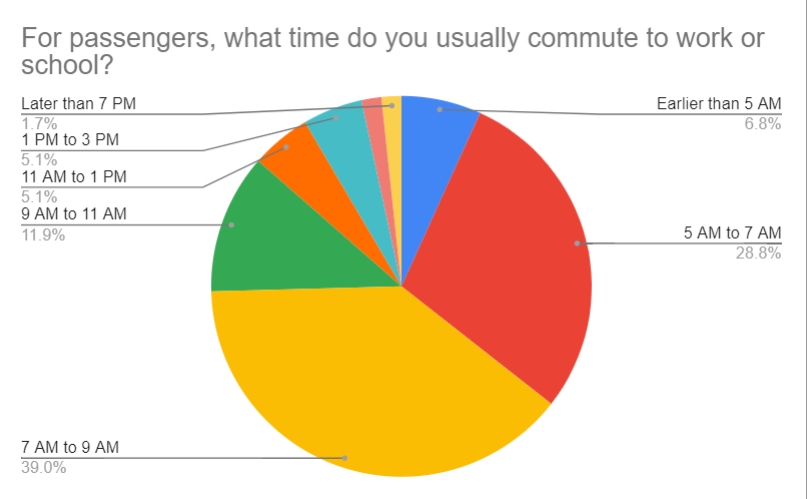 For passengers, what time do you usually commute to work or
school?
Later than 7 PM
1.7%
1 PM to 3 PM
5.1%
11 AM to 1 PM
5.1%
9 AM to 11 AM
11.9%
7 AM to 9 AM
39.0%
Earlier than 5 AM
6.8%
5 AM to 7 AM
28.8%